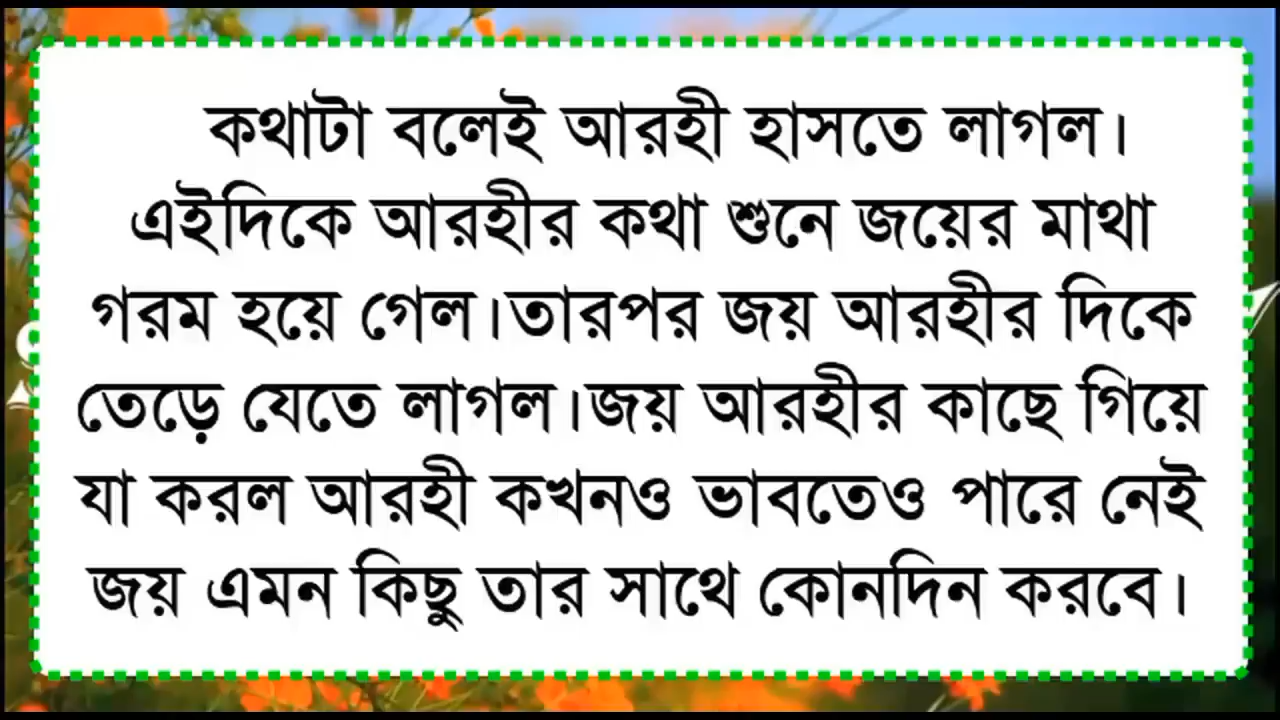 কথাটা বলেই আরহী হাসতে লাগল।
এইদিকে আরহীর কথা শুনে জয়ের মাথা
গরম হয়ে গেল।তারপর জয় আরহীর দিকে
তেড়ে যেতে লাগল।জয় আরহীর কাছে গিয়ে
যা করল আরহী কখনও ভাবতেও পারে নেই
জয় এমন কিছু তার সাথে কোনদিন করবে।